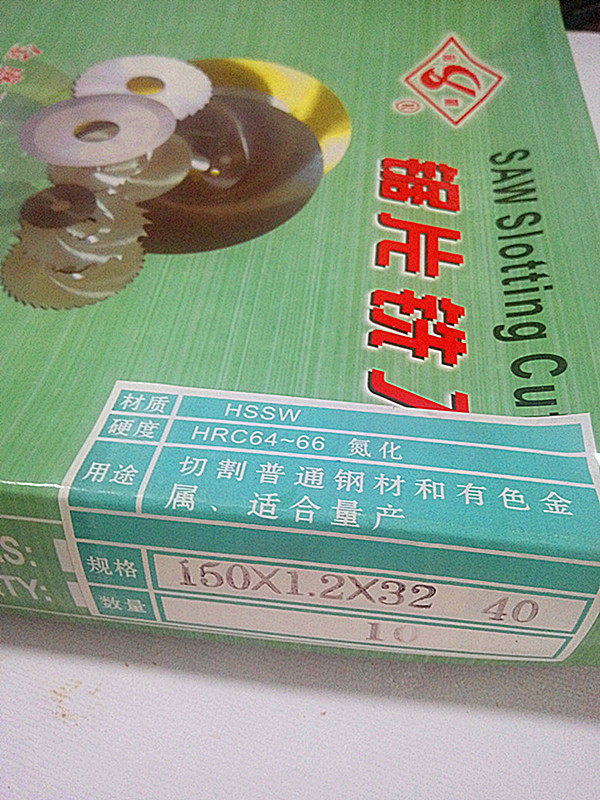 锯片铣刀
SAW Slotting Cu
®
材质 HSSW
硬度 HRC64~66 氮化
用途 切割普通钢材和有色金
属、适合量产
规格 150X1.2X32 40
数量 10
S:
TY: